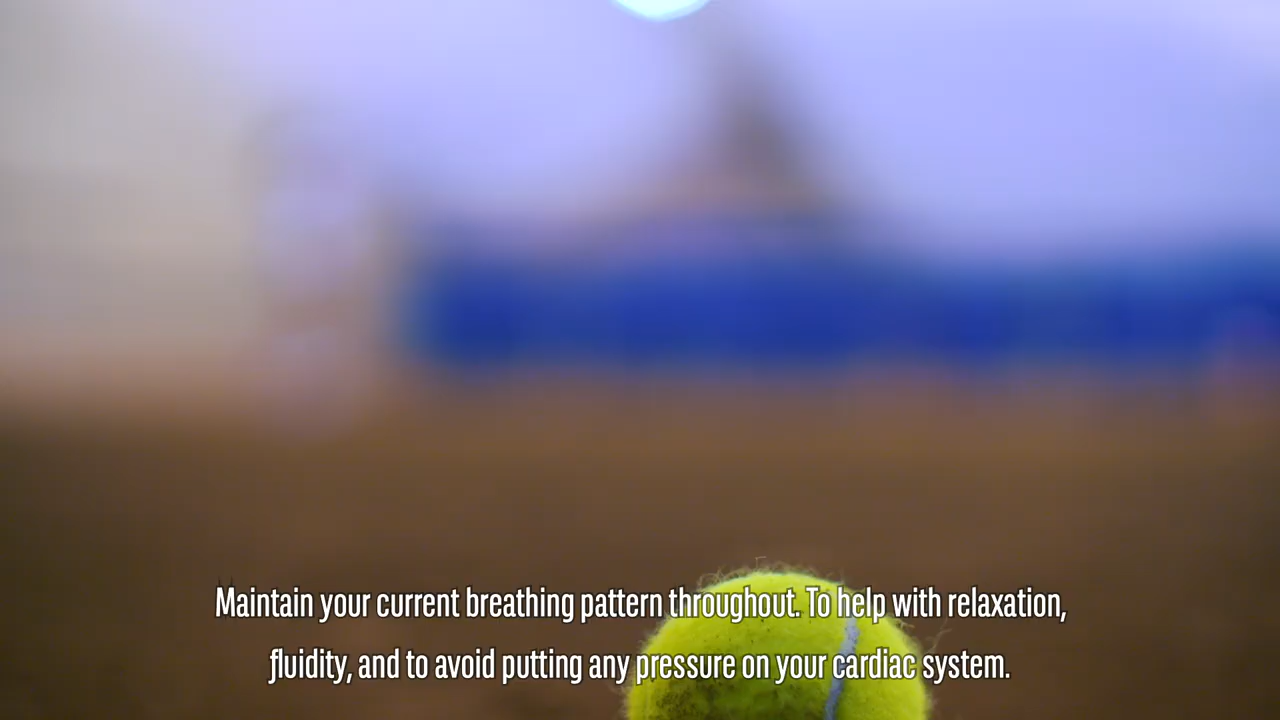 Maintain your current breathing pattern throughout. To help with relaxation,
fluidity, and to avoid putting any pressure on your cardiac system.